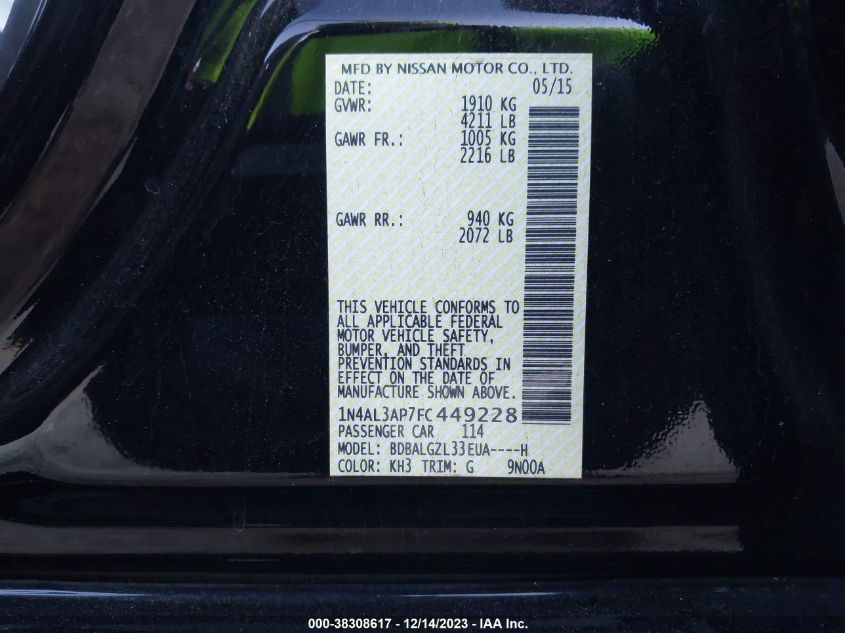 MFD BY NISSAN MOTOR CO., LTD.
DATE: 05/15
GVWR: 1910 KG
4211 LB
GAWR FR.: 1005 KG
2216 LB
GAWR RR.: 940 KG
2072 LB
THIS VEHICLE CONFORMS TO
ALL APPLICABLE FEDERAL
MOTOR VEHICLE SAFETY,
BUMPER, AND THEFT
PREVENTION STANDARDS IN
EFFECT ON THE DATE OF
MANUFACTURE SHOWN ABOVE.
1N4AL3AP7FC449228
PASSENGER CAR 114
MODEL: BDBALGZL33EUA----H
COLOR: KH3 TRIM: G 9N00A
000-38308617 - 12/14/2023 - IAA Inc.